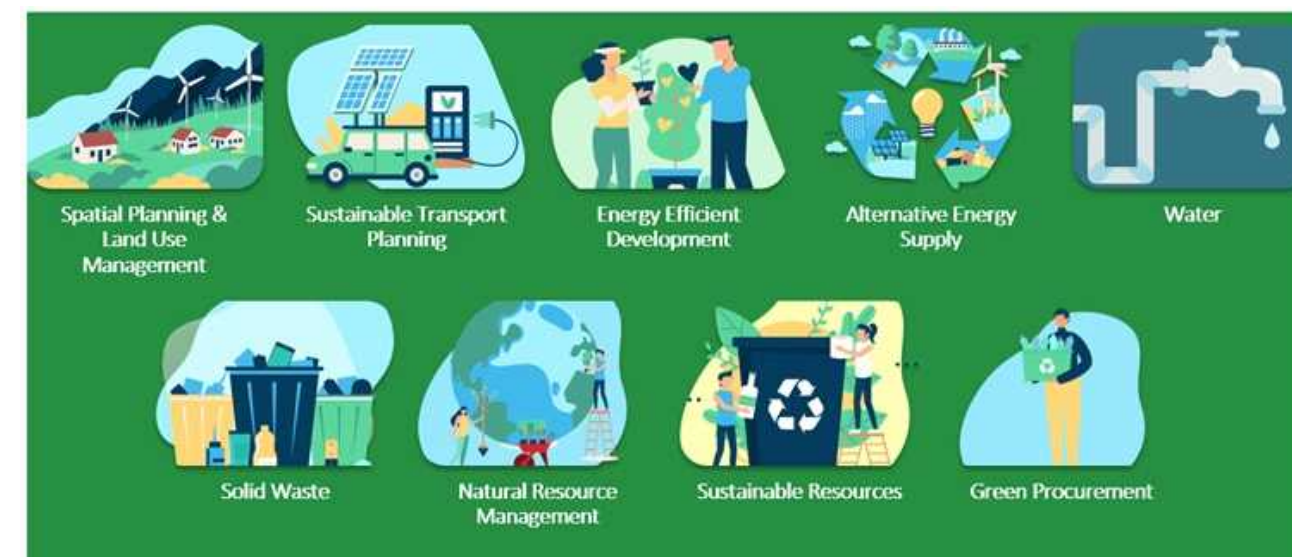 Spatial Planning &
Land Use
Management
Sustainable Transport
Planning
Energy Efficient
Development
Alternative Energy
Supply
Water
Solid Waste
Natural Resource
Management
Sustainable Resources
Green Procurement